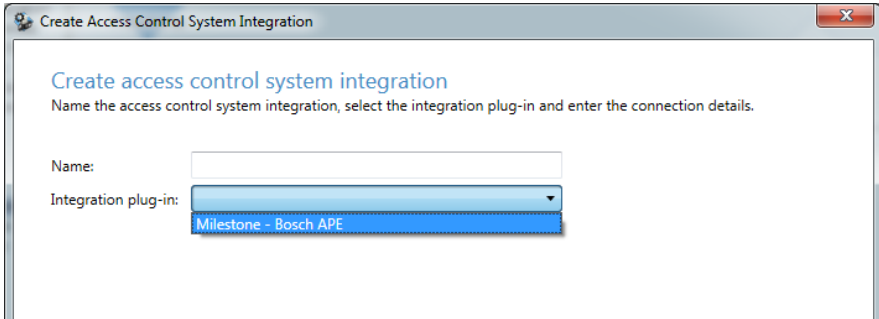 Create Access Control System Integration
Create access control system integration
Name the access control system integration, select the integration plug-in and enter the connection details.
Name:
Integration plug-in:
Milestone - Bosch APE